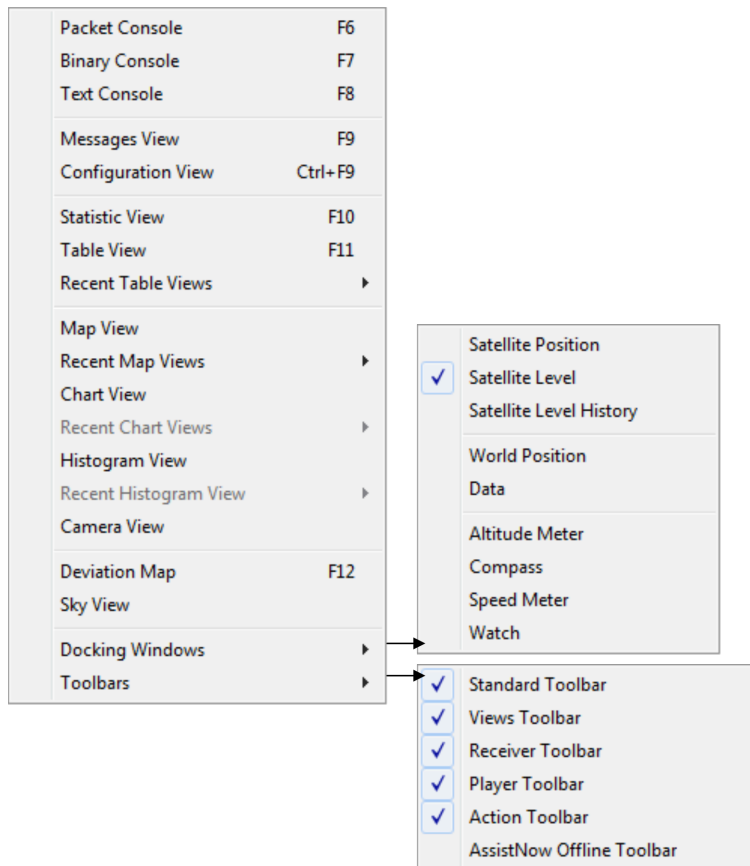 Packet Console F6
Binary Console F7
Text Console F8
Messages View F9
Configuration View Ctrl+F9
Statistic View F10
Table View F11
Recent Table Views
Map View
Recent Map Views
Chart View
Recent Chart Views
Histogram View
Recent Histogram View
Camera View
Deviation Map F12
Sky View
Docking Windows
Toolbars
Satellite Position
Satellite Level
Satellite Level History
World Position
Data
Altitude Meter
Compass
Speed Meter
Watch
Standard Toolbar
Views Toolbar
Receiver Toolbar
Player Toolbar
Action Toolbar
AssistNow Offline Toolbar